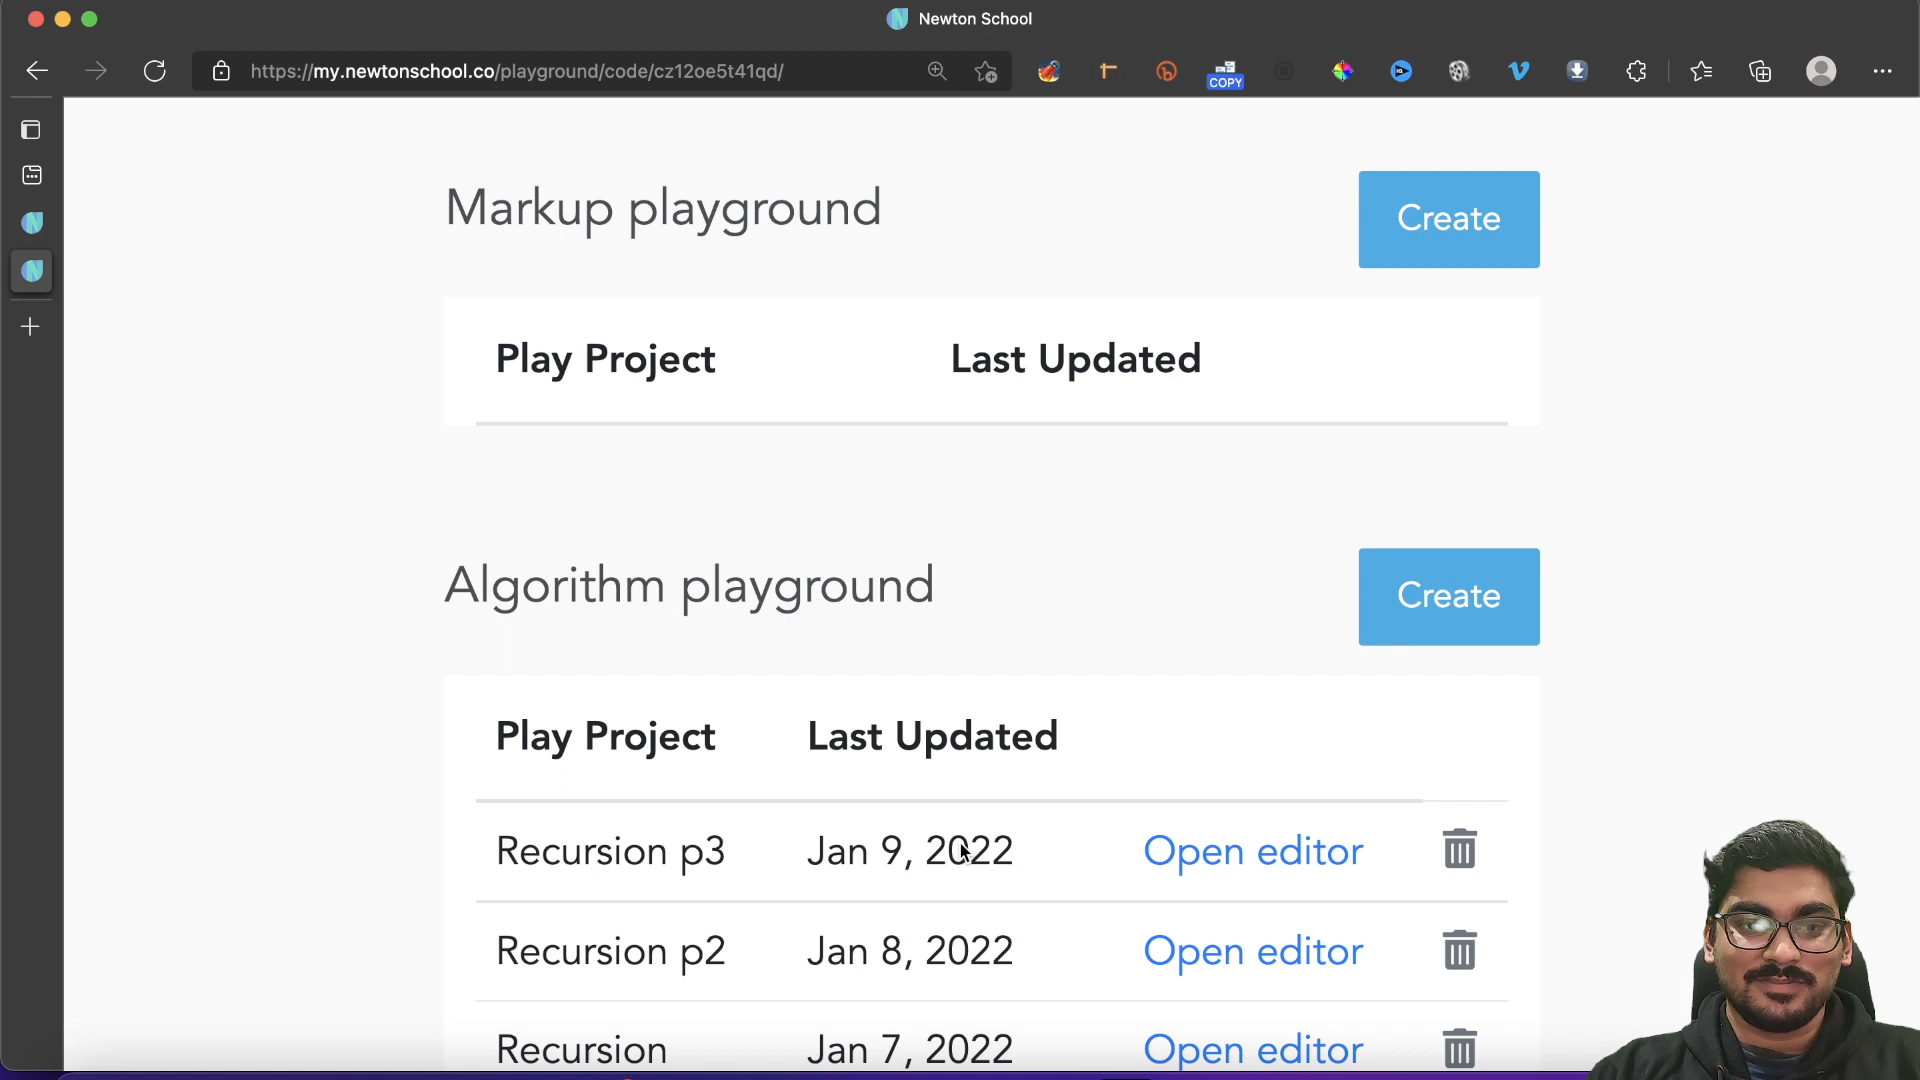 Newton School
https://my.newtonschool.co/playground/code/cz12oe5t41qd/
COPY
Markup playground
Create
Play Project Last Updated
Algorithm playground
Create
Play Project Last Updated
Recursion p3 Jan 9, 2022 Open editor
Recursion p2 Jan 8, 2022 Open editor
Recursion Jan 7, 2022 Open editor